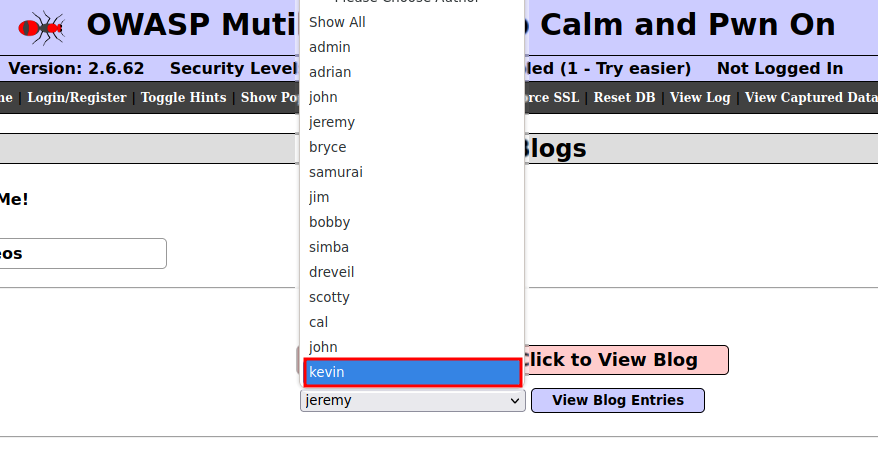 OWASP Muti Calm and Pwn On
Version: 2.6.62 Security Level led (1 - Try easier) Not Logged In
me | Login/Register | Toggle Hints | Show Po orce SSL | Reset DB | View Log | View Captured Data
Please Choose Author
Show All
admin
adrian
john
jeremy
bryce
samurai
jim
bobby
simba
dreveil
scotty
cal
john
kevin
Blogs
Me!
eos
Click to View Blog
jeremy
View Blog Entries